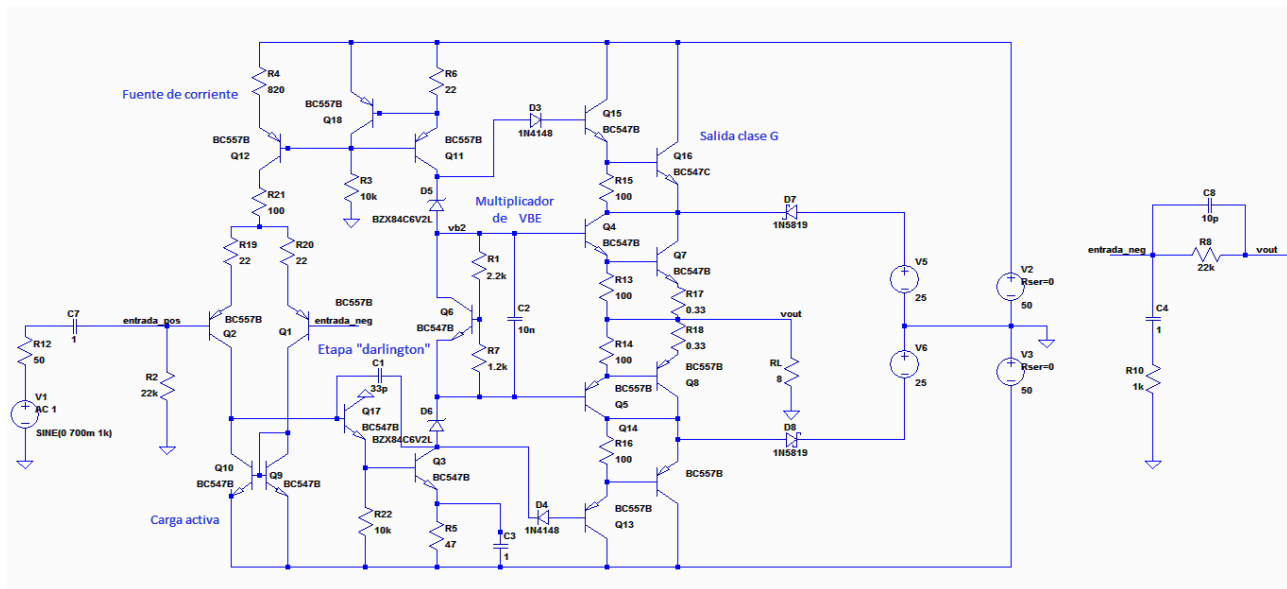 R4
820
Fuente de corriente
BC557B
Q18
R6
22
D3
1N4148
Q15
BC547B
Salida clase G
BC557B
Q12
BC557B
Q11
Q16
BC547C
R21
100
R3
10k
D5
BZX84C6V2L
R15
100
Multiplicador
de VBE
D7
1N5819
vb2
Q4
BC547B
R19
22
R20
22
R1
2.2k
Q7
BC547B
V5
25
V2
Rser=0
50
C8
10p
entrada_neg
R8
22k
vout
C7
1
entrada_pos
BC557B
Q2
BC557B
Q1
entrada_neg
Q6
BC547B
C2
10n
R13
100
R17
0.33
vout
C4
1
R12
50
Etapa "darlington"
R7
1.2k
R14
100
R18
0.33
R2
22k
C1
33p
BC557B
Q5
Q8
RL
8
V6
25
V3
Rser=0
50
R10
1k
V1
AC 1
SINE(0 700m 1k)
Q17
BC547B
D6
BZX84C6V2L
Q14
R16
100
D8
1N5819
Q10
BC547B
Q9
BC547B
Q3
BC547B
BC557B
Carga activa
R22
10k
D4
1N4148
BC557B
Q13
R5
47
C3
1